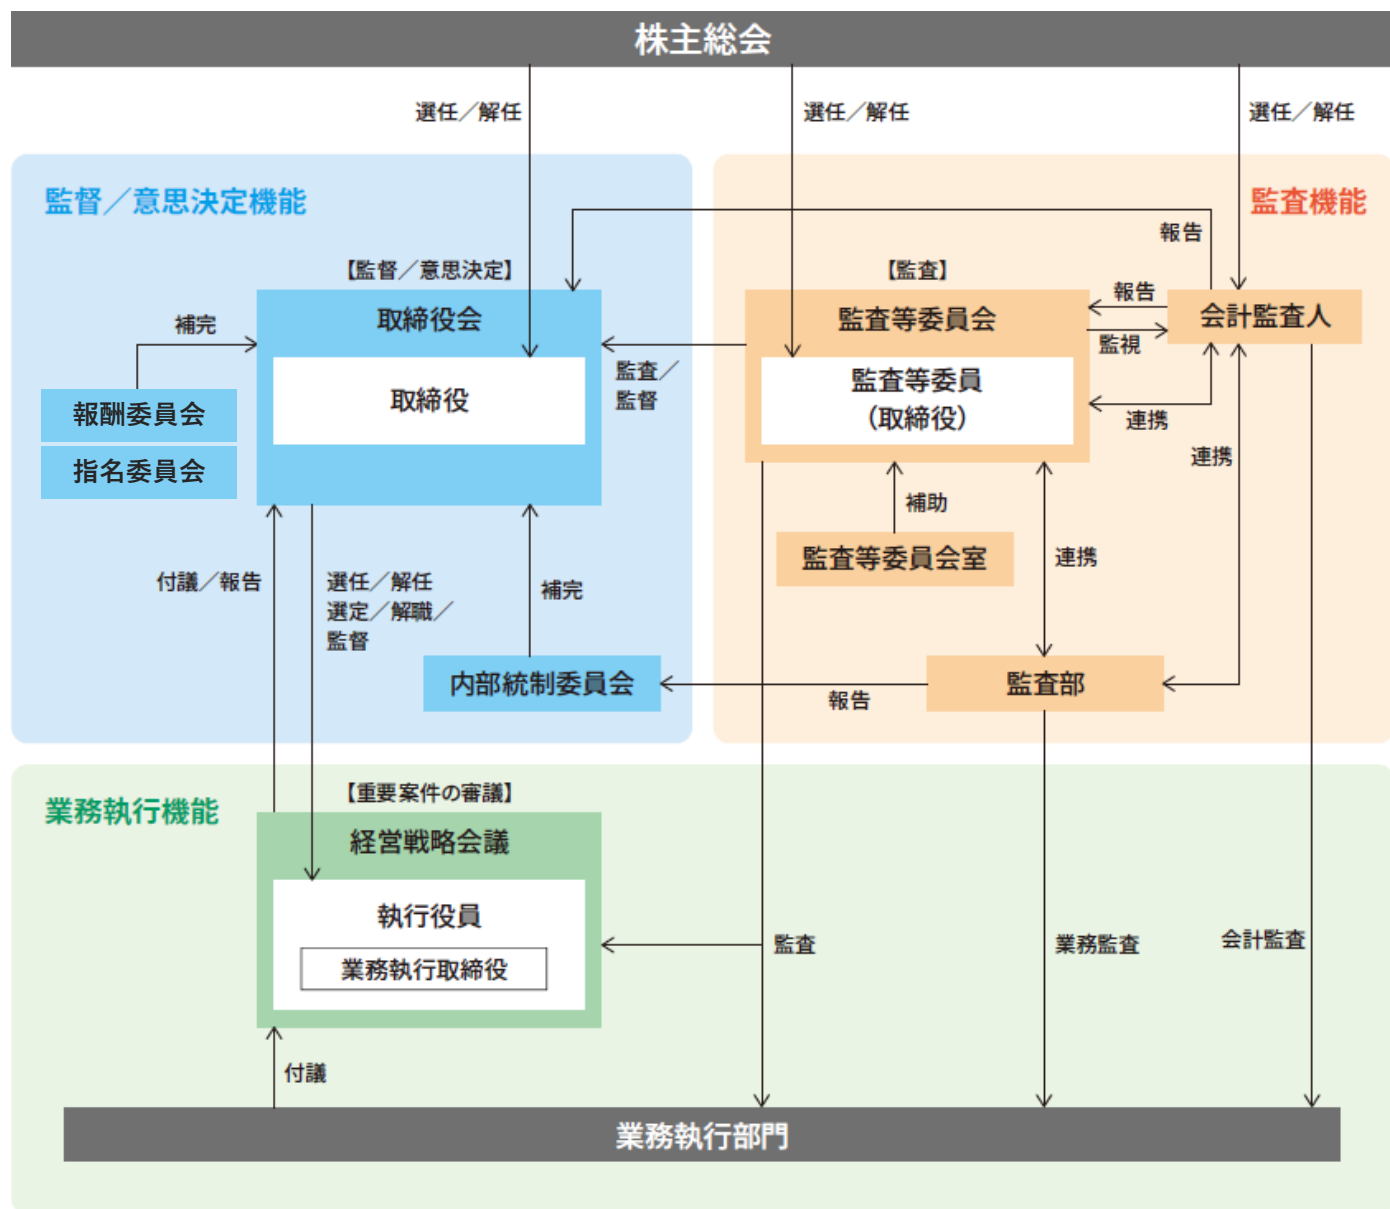 株主総会
選任／解任
選任／解任
選任／解任
監督／意思決定機能
監査機能
報告
【監督／意思決定】
【監査】
取締役会
監査等委員会
報告
会計監査人
補完
監視
取締役
監査／
監督
監査等委員
（取締役）
報酬委員会
連携
指名委員会
連携
補助
監査等委員会室
連携
付議／報告
選任／解任
選定／解職／
監督
補完
内部統制委員会
報告
監査部
業務執行機能
【重要案件の審議】
経営戦略会議
執行役員
業務執行取締役
監査
業務監査
会計監査
付議
業務執行部門